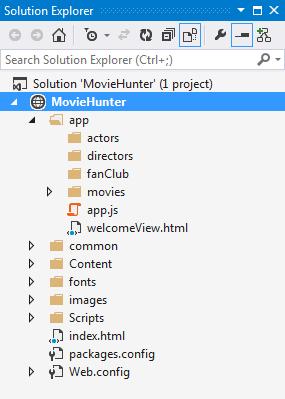 Solution Explorer
Search Solution Explorer (Ctrl+;)
Solution 'MovieHunter' (1 project)
MovieHunter
app
actors
directors
fanClub
movies
app.js
welcomeView.html
common
Content
fonts
images
Scripts
index.html
packages.config
Web.config